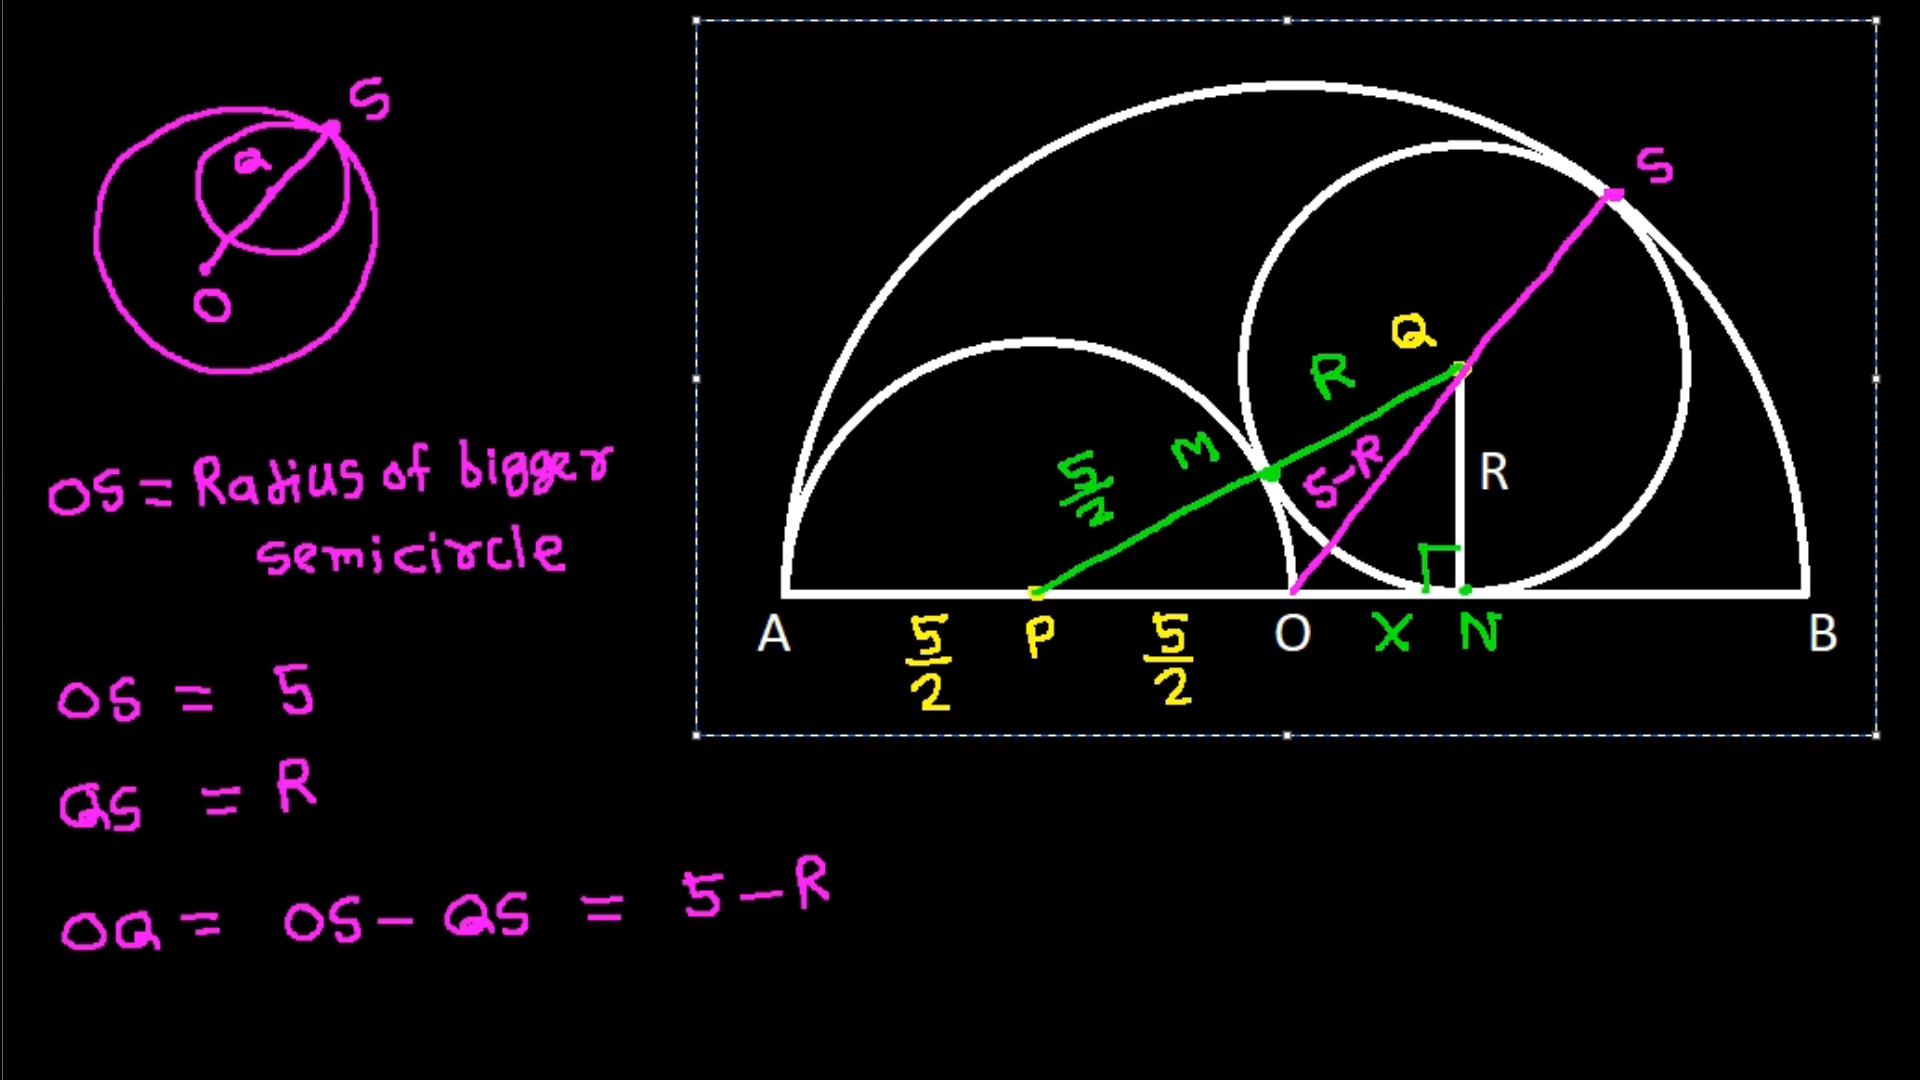 S
Q
O
OS = Radius of bigger
semicircle
OS = 5
QS = R
OQ = OS - QS = 5 - R
S
Q
R
M
5/2
5-R
R
A 5/2 P 5/2 O X N B